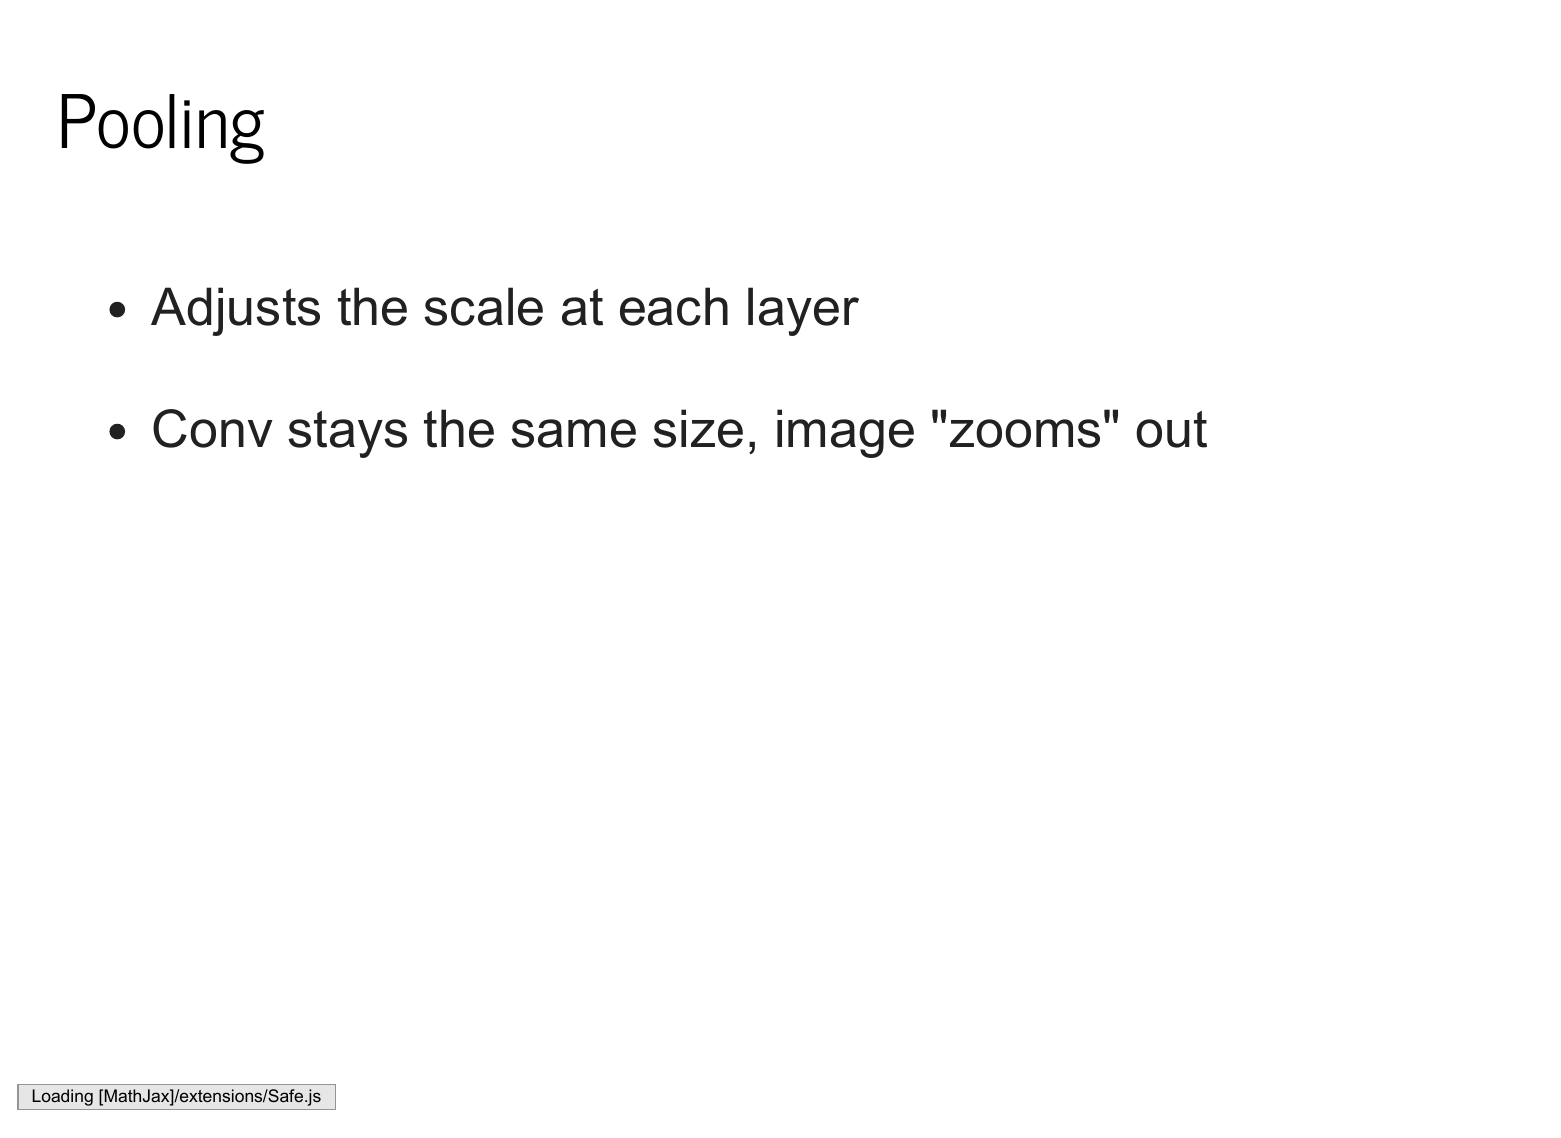 Pooling
• Adjusts the scale at each layer
• Conv stays the same size, image "zooms" out
Loading [MathJax]/extensions/Safe.js